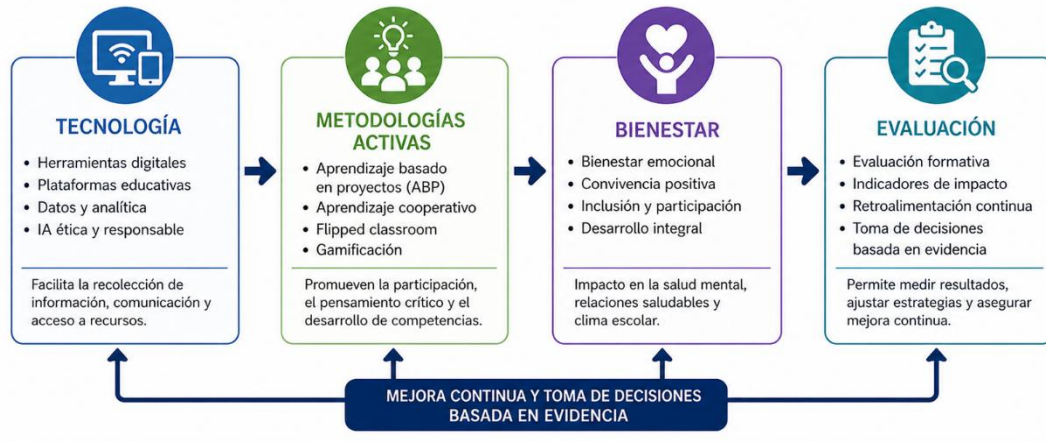 TECNOLOGÍA
• Herramientas digitales
• Plataformas educativas
• Datos y analítica
• IA ética y responsable
Facilita la recolección de
información, comunicación y
acceso a recursos.
METODOLOGÍAS
ACTIVAS
• Aprendizaje basado
en proyectos (ABP)
• Aprendizaje cooperativo
• Flipped classroom
• Gamificación
Promueven la participación,
el pensamiento crítico y el
desarrollo de competencias.
BIENESTAR
• Bienestar emocional
• Convivencia positiva
• Inclusión y participación
• Desarrollo integral
Impacto en la salud mental,
relaciones saludables y
clima escolar.
EVALUACIÓN
• Evaluación formativa
• Indicadores de impacto
• Retroalimentación continua
• Toma de decisiones
basada en evidencia
Permite medir resultados,
ajustar estrategias y asegurar
mejora continua.
MEJORA CONTINUA Y TOMA DE DECISIONES
BASADA EN EVIDENCIA